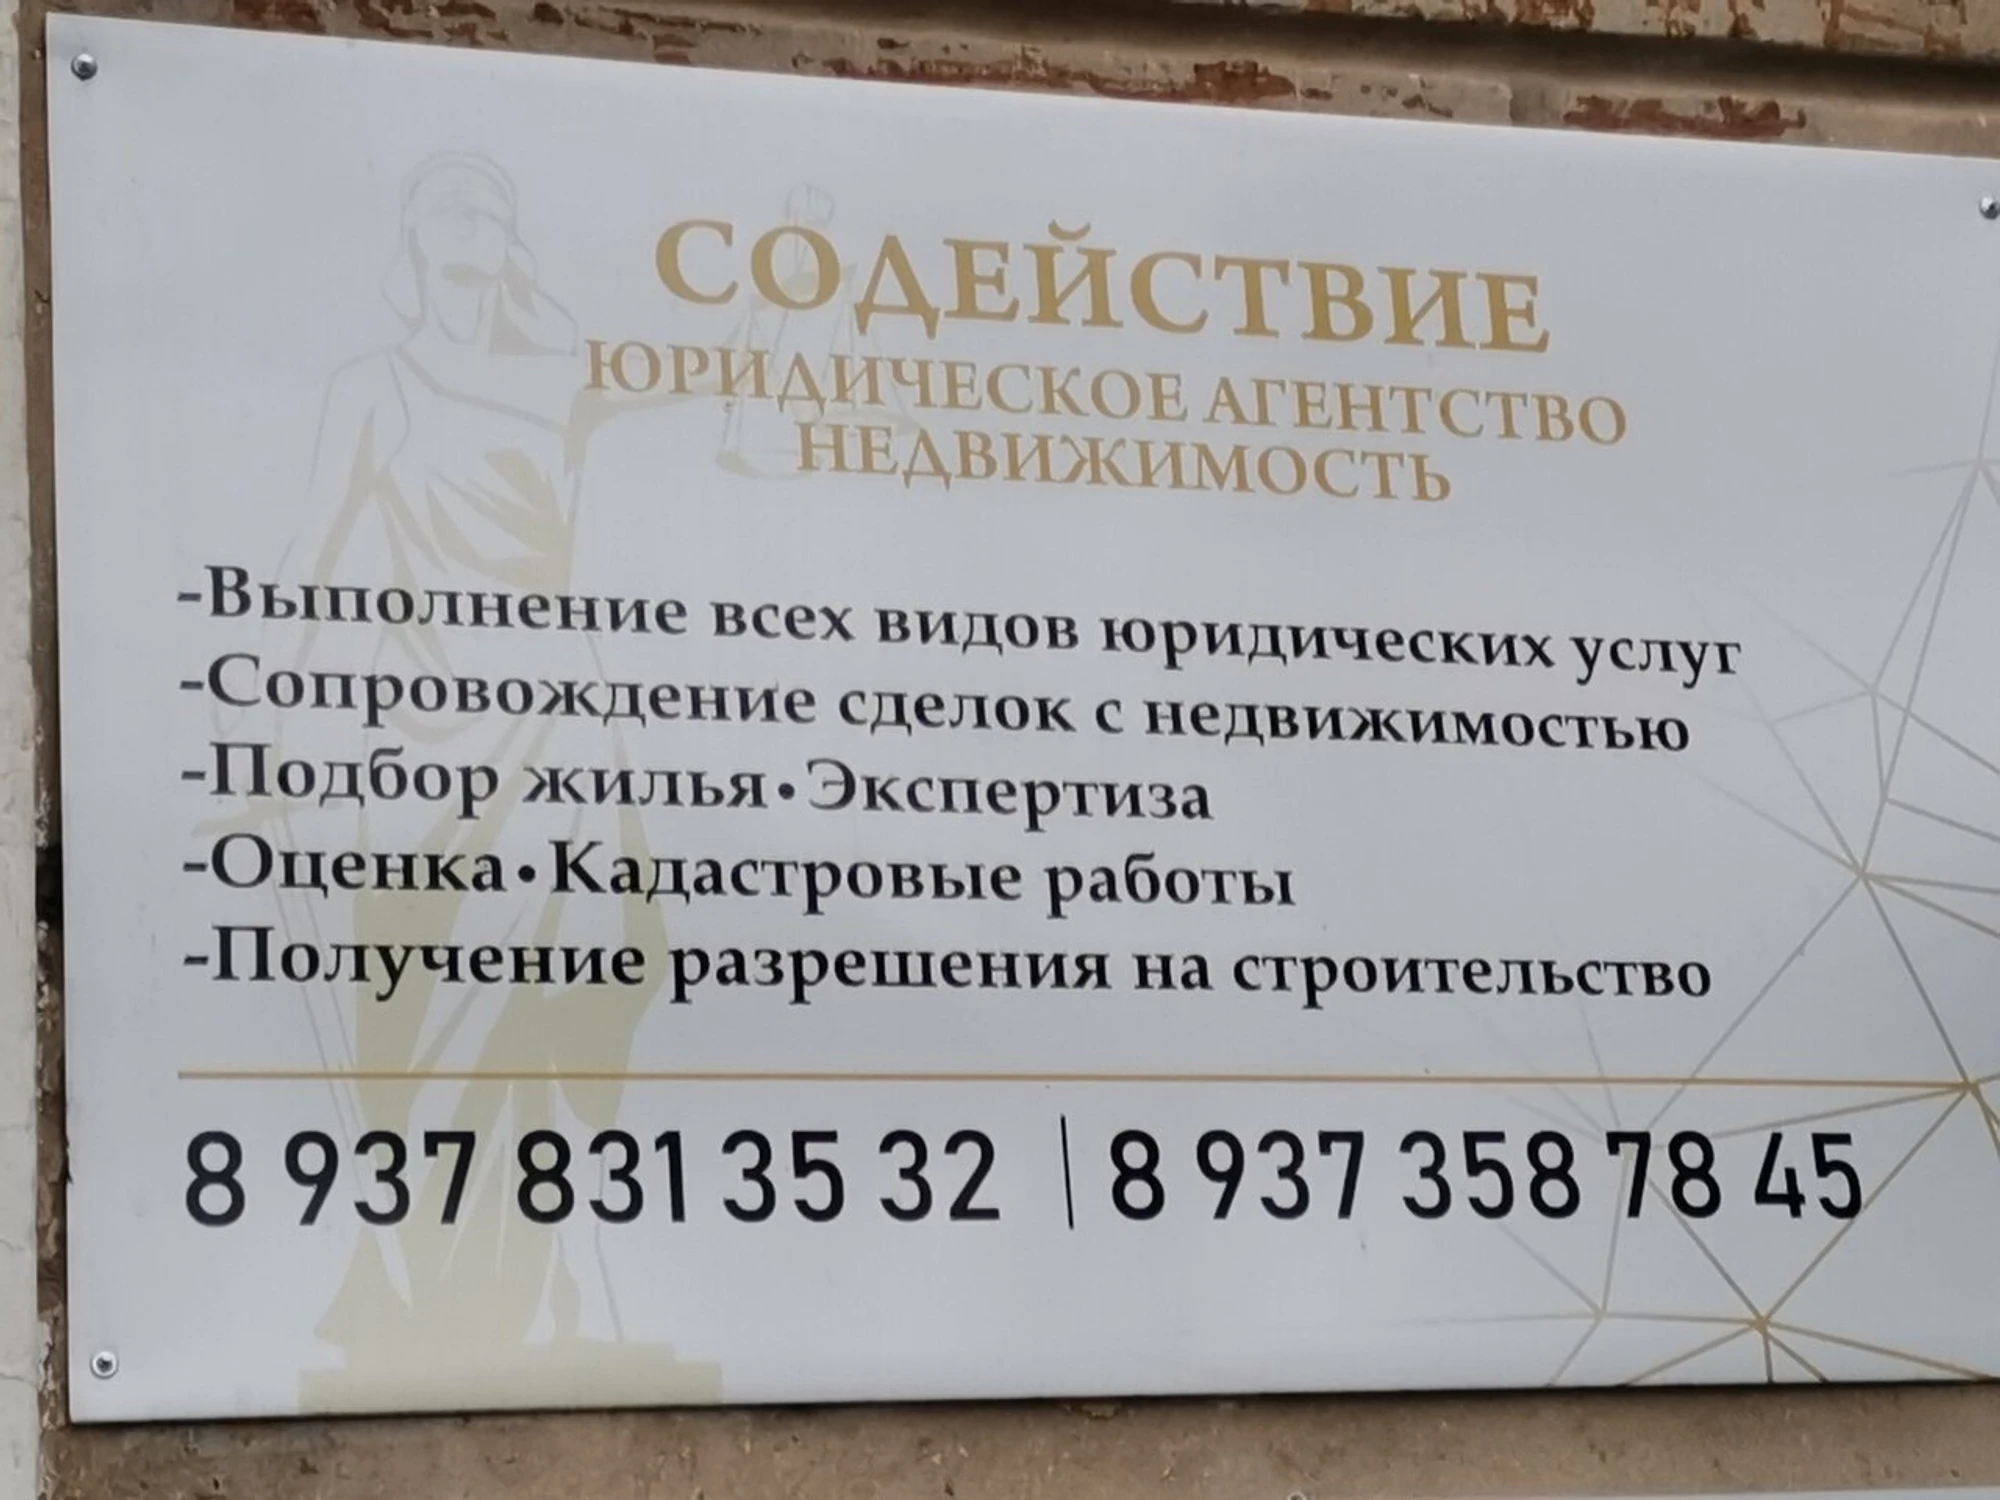 СОДЕЙСТВИЕ
ЮРИДИЧЕСКОЕ АГЕНТСТВО
НЕДВИЖИМОСТЬ
-Выполнение всех видов юридических услуг
-Сопровождение сделок с недвижимостью
-Подбор жилья•Экспертиза
-Оценка•Кадастровые работы
-Получение разрешения на строительство
8 937 831 35 32 | 8 937 358 78 45